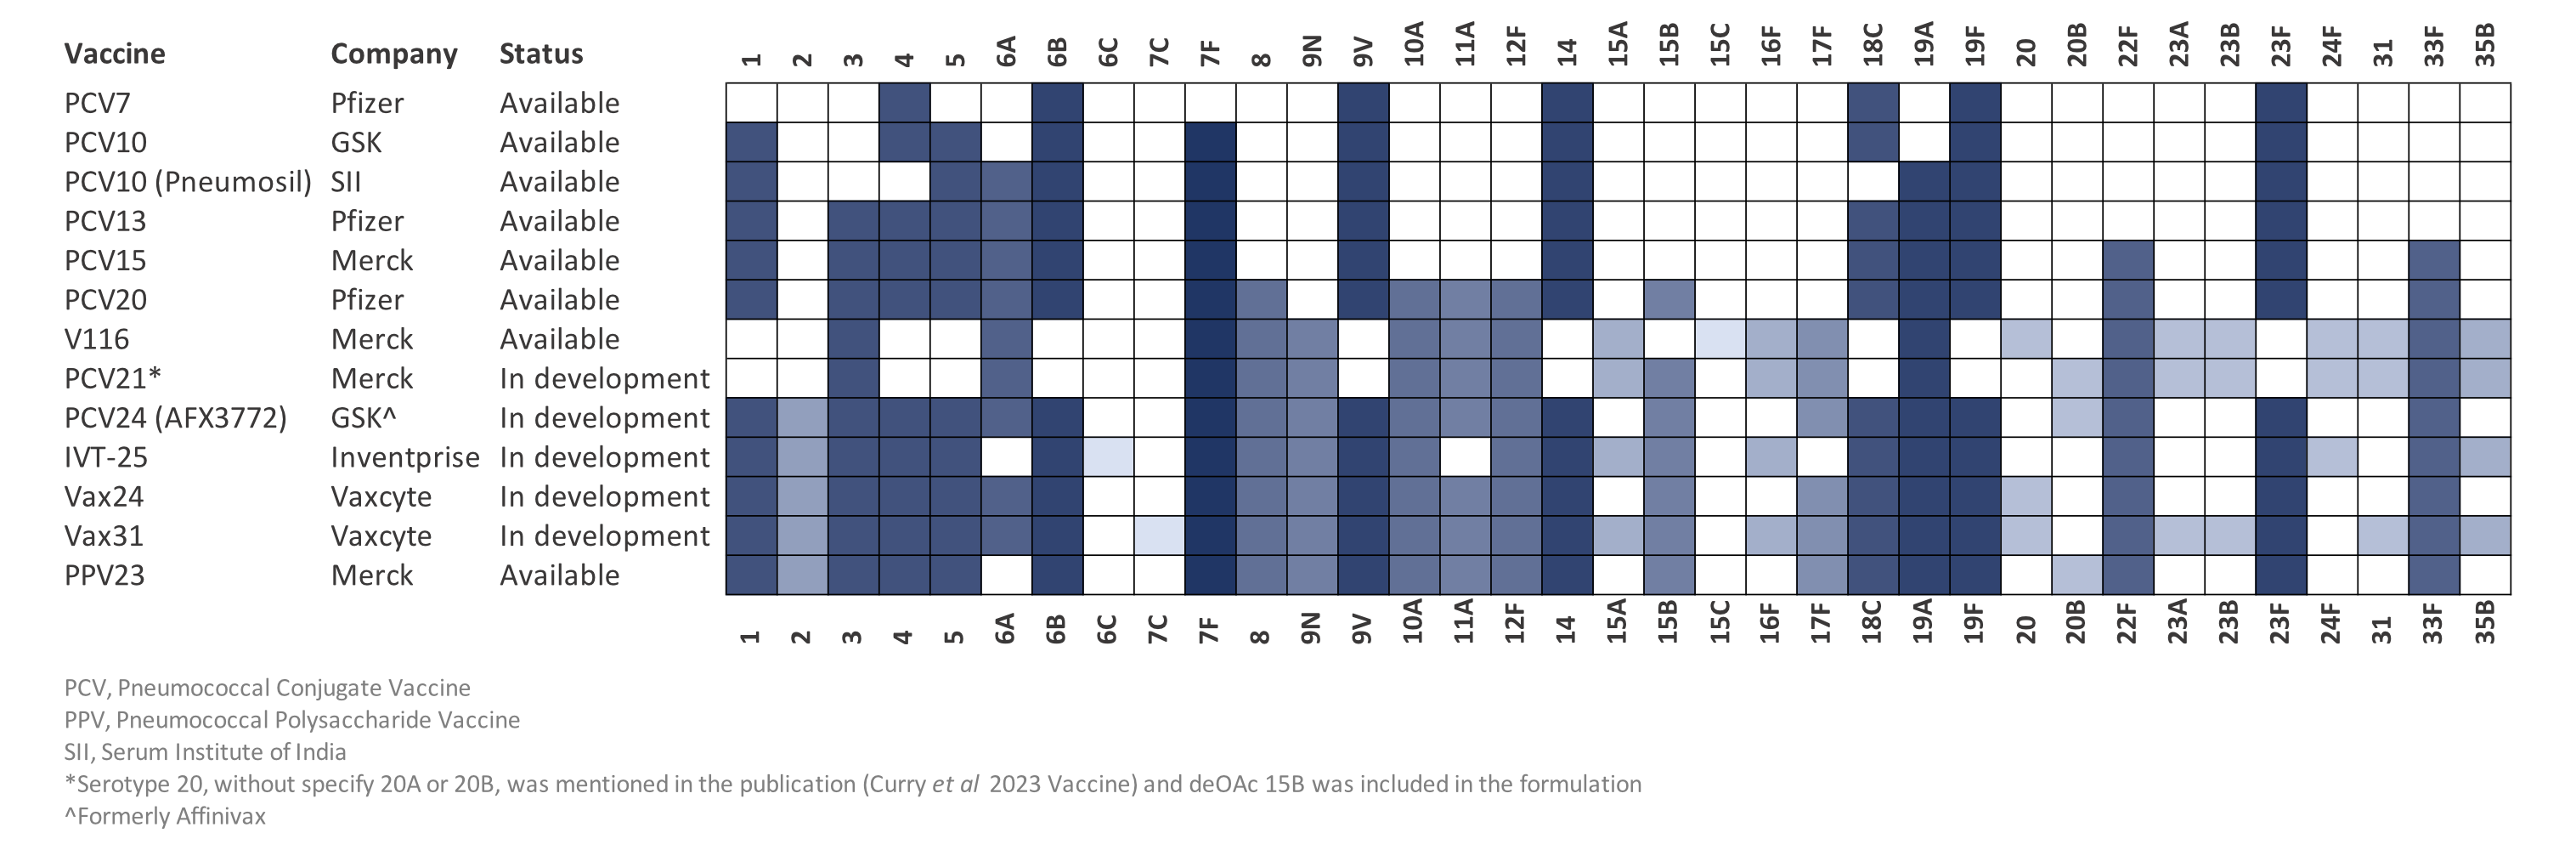 Vaccine Company Status 1 2 3 4 5 6A 6B 6C 7C 7F 8 9N 9V 10A 11A 12F 14 15A 15B 15C 16F 17F 18C 19A 19F 20 20B 22F 23A 23B 23F 24F 31 33F 35B
PCV7 Pfizer Available
PCV10 GSK Available
PCV10 (Pneumosil) SII Available
PCV13 Pfizer Available
PCV15 Merck Available
PCV20 Pfizer Available
V116 Merck Available
PCV21* Merck In development
PCV24 (AFX3772) GSK^ In development
IVT-25 Inventprise In development
Vax24 Vaxcyte In development
Vax31 Vaxcyte In development
PPV23 Merck Available
1 2 3 4 5 6A 6B 6C 7C 7F 8 9N 9V 10A 11A 12F 14 15A 15B 15C 16F 17F 18C 19A 19F 20 20B 22F 23A 23B 23F 24F 31 33F 35B
PCV, Pneumococcal Conjugate Vaccine
PPV, Pneumococcal Polysaccharide Vaccine
SII, Serum Institute of India
*Serotype 20, without specify 20A or 20B, was mentioned in the publication (Curry et al 2023 Vaccine) and deOAc 15B was included in the formulation
^Formerly Affinivax